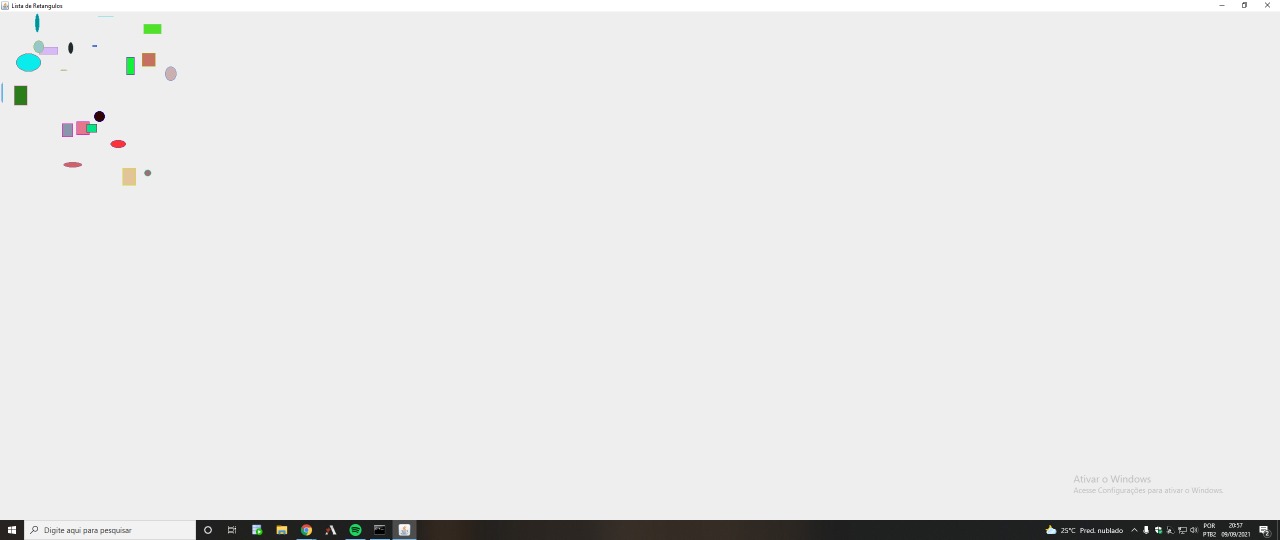 Lista de Retangulos
Ativar o Windows
Acesse Configurações para ativar o Windows.
Digite aqui para pesquisar
25°C Pred. nublado
POR
PTB2
20:57
09/09/2021
2